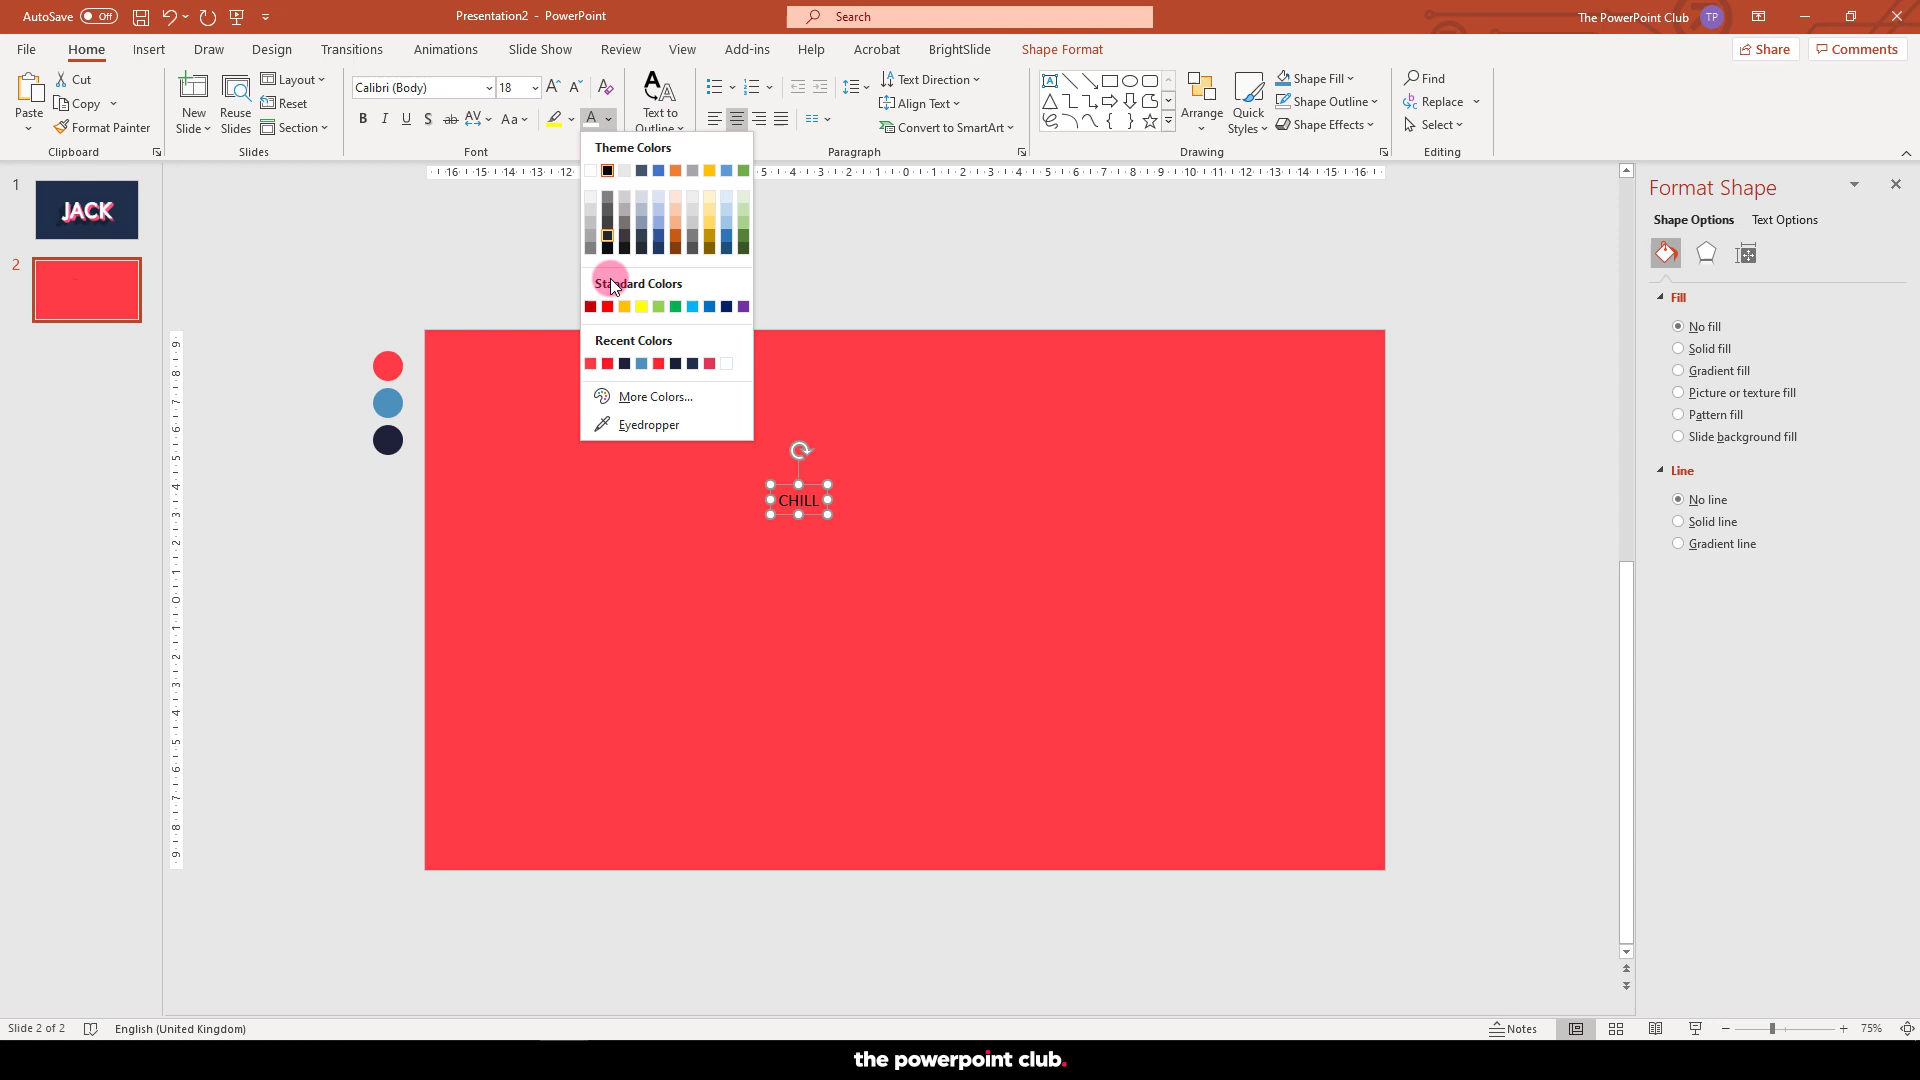 AutoSave Off Presentation2 - PowerPoint Search The PowerPoint Club TP
File Home Insert Draw Design Transitions Animations Slide Show Review View Add-ins Help Acrobat BrightSlide Shape Format Share Comments
Paste Cut Copy Format Painter Clipboard
New Slide Reuse Slides Layout Reset Section Slides
Calibri (Body) 18 Font
Text to Outline
Text Direction Align Text Convert to SmartArt Paragraph
Arrange Quick Styles Shape Fill Shape Outline Shape Effects Drawing
Find Replace Select Editing
Theme Colors
Standard Colors
Recent Colors
More Colors...
Eyedropper
1
JACK
2
CHILL
Format Shape
Shape Options Text Options
Fill
No fill
Solid fill
Gradient fill
Picture or texture fill
Pattern fill
Slide background fill
Line
No line
Solid line
Gradient line
Slide 2 of 2 English (United Kingdom) Notes 75%
the powerpoint club.